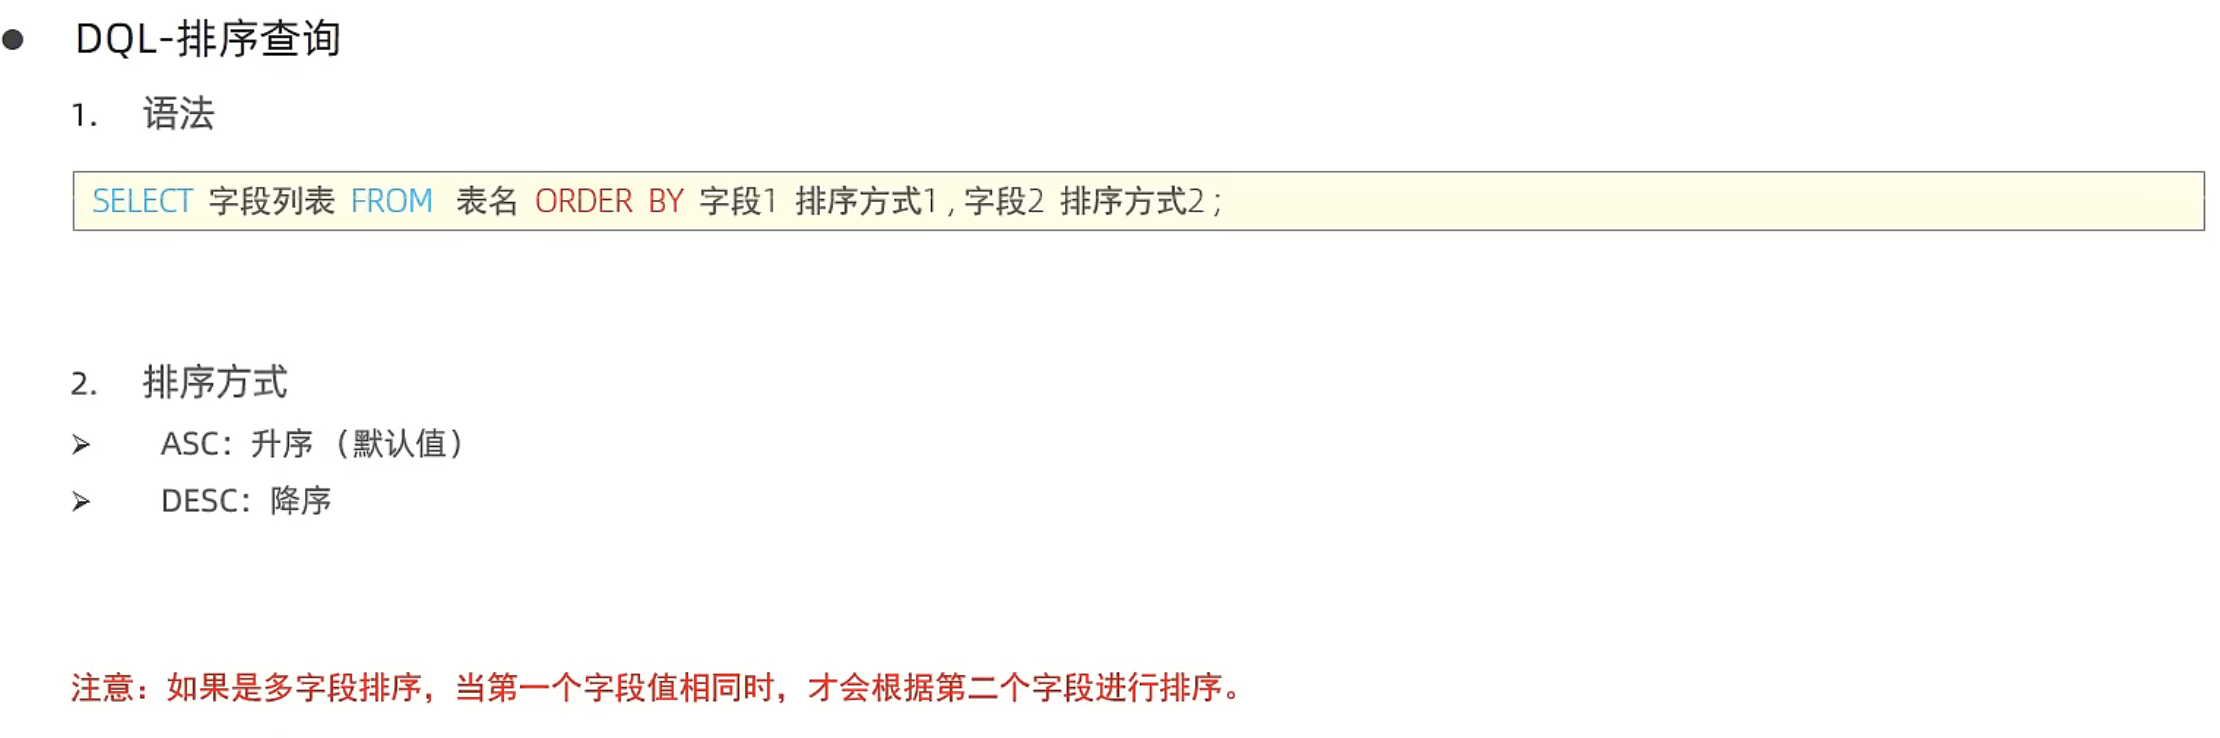 ● DQL-排序查询
1. 语法
SELECT 字段列表 FROM 表名 ORDER BY 字段1 排序方式1 , 字段2 排序方式2 ;
2. 排序方式
➢ ASC：升序（默认值）
➢ DESC：降序
注意：如果是多字段排序，当第一个字段值相同时，才会根据第二个字段进行排序。